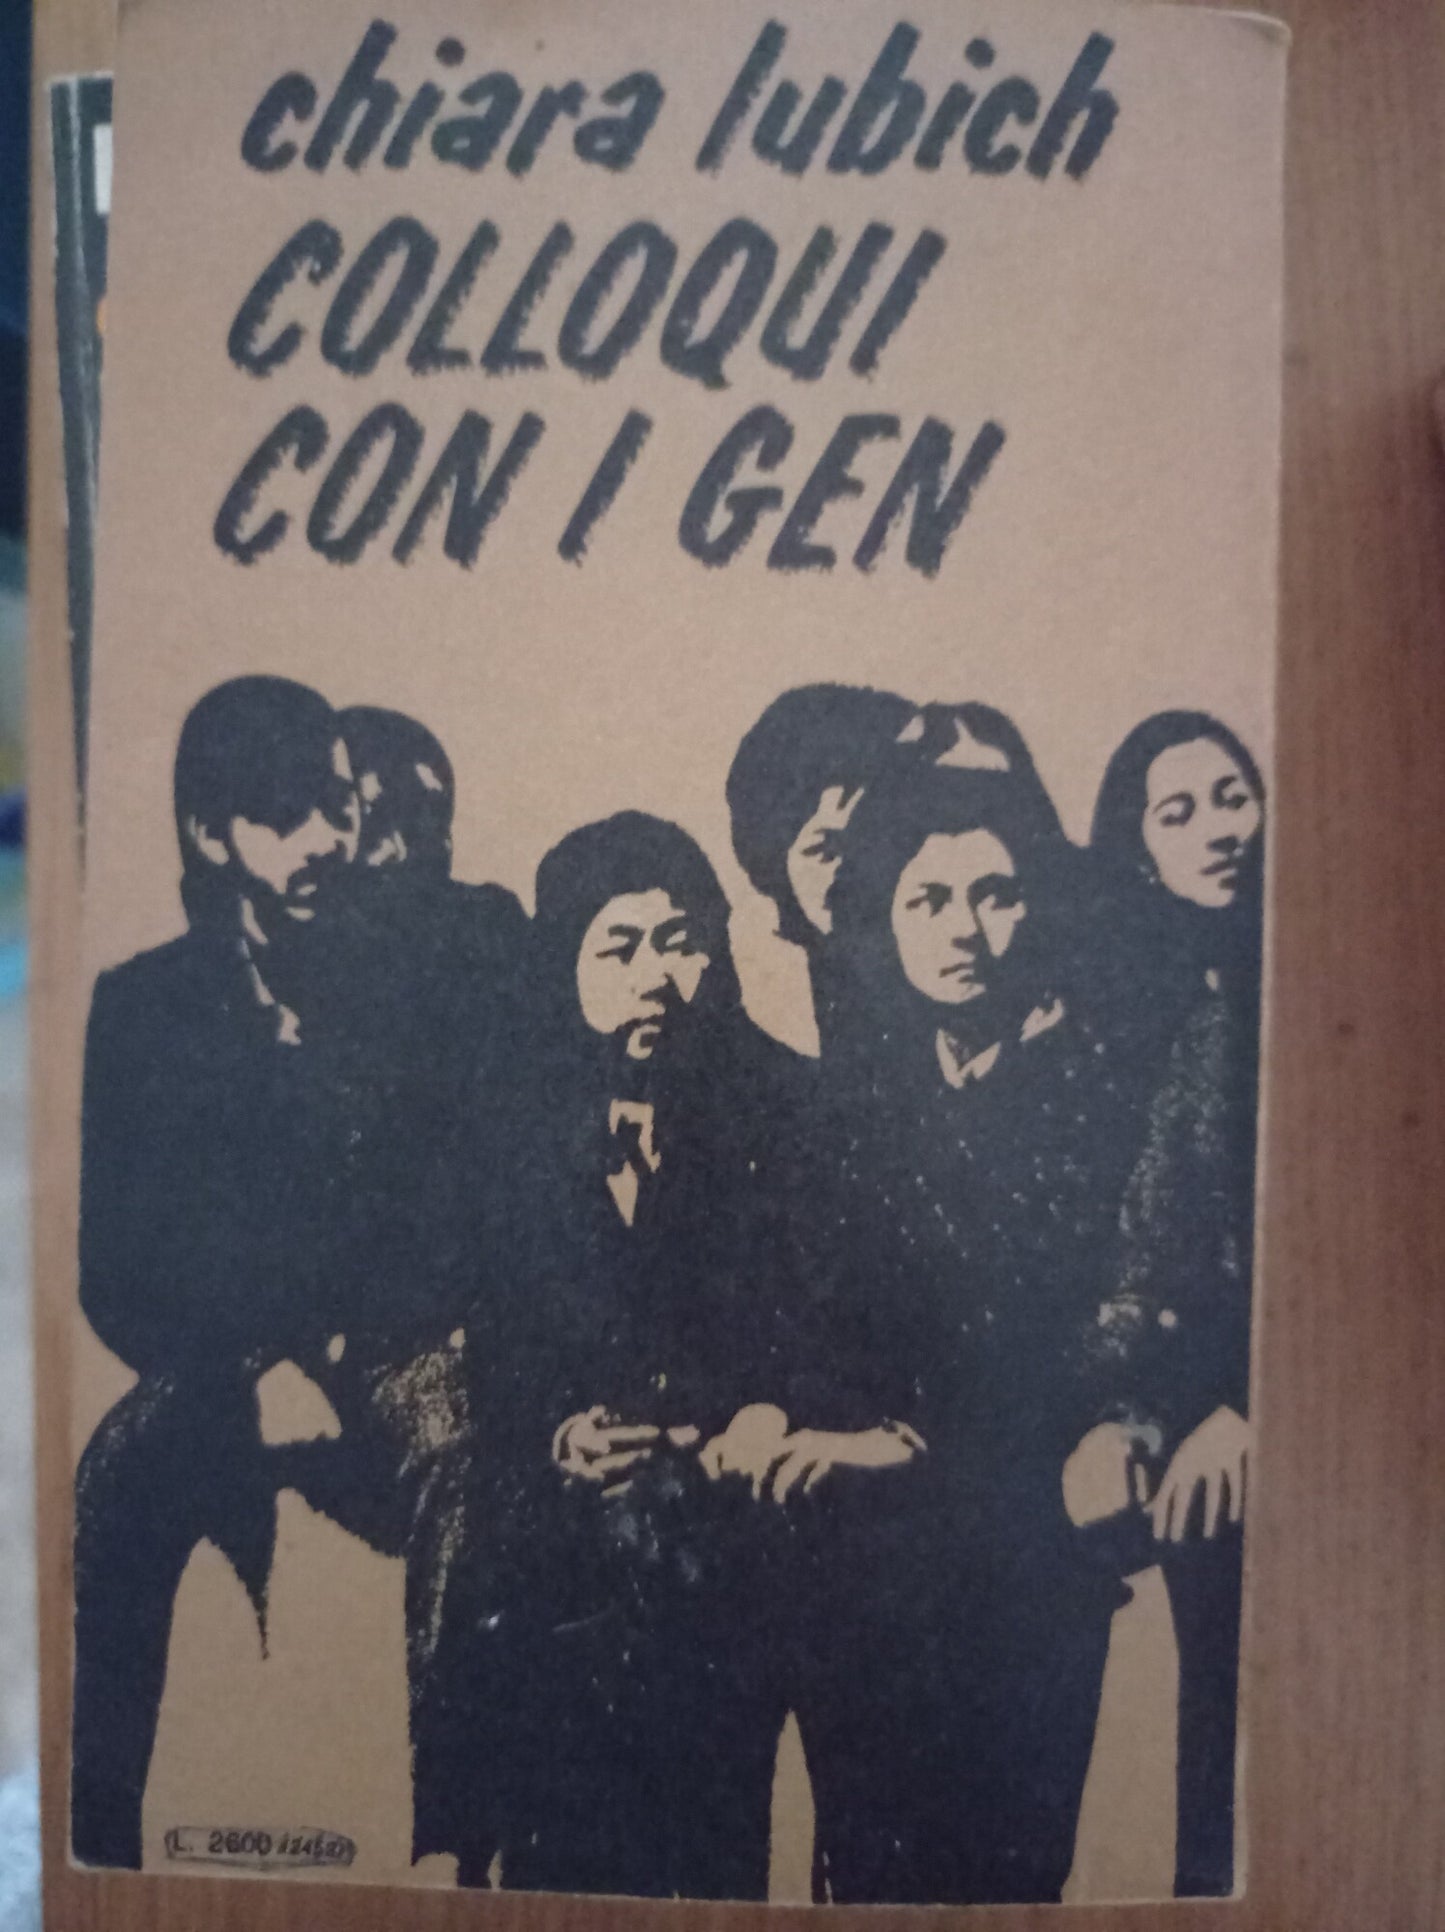 chiara lubich
COLLOQUI
CON I GEN
L. 2600